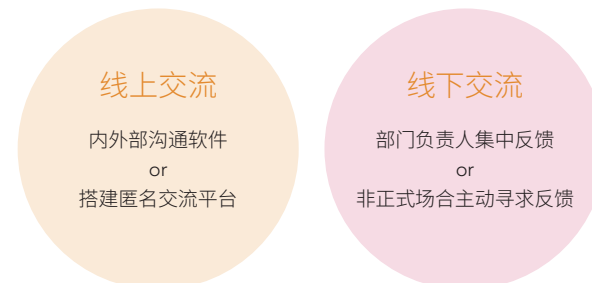 线上交流
内外部沟通软件
or
搭建匿名交流平台
线下交流
部门负责人集中反馈
or
非正式场合主动寻求反馈